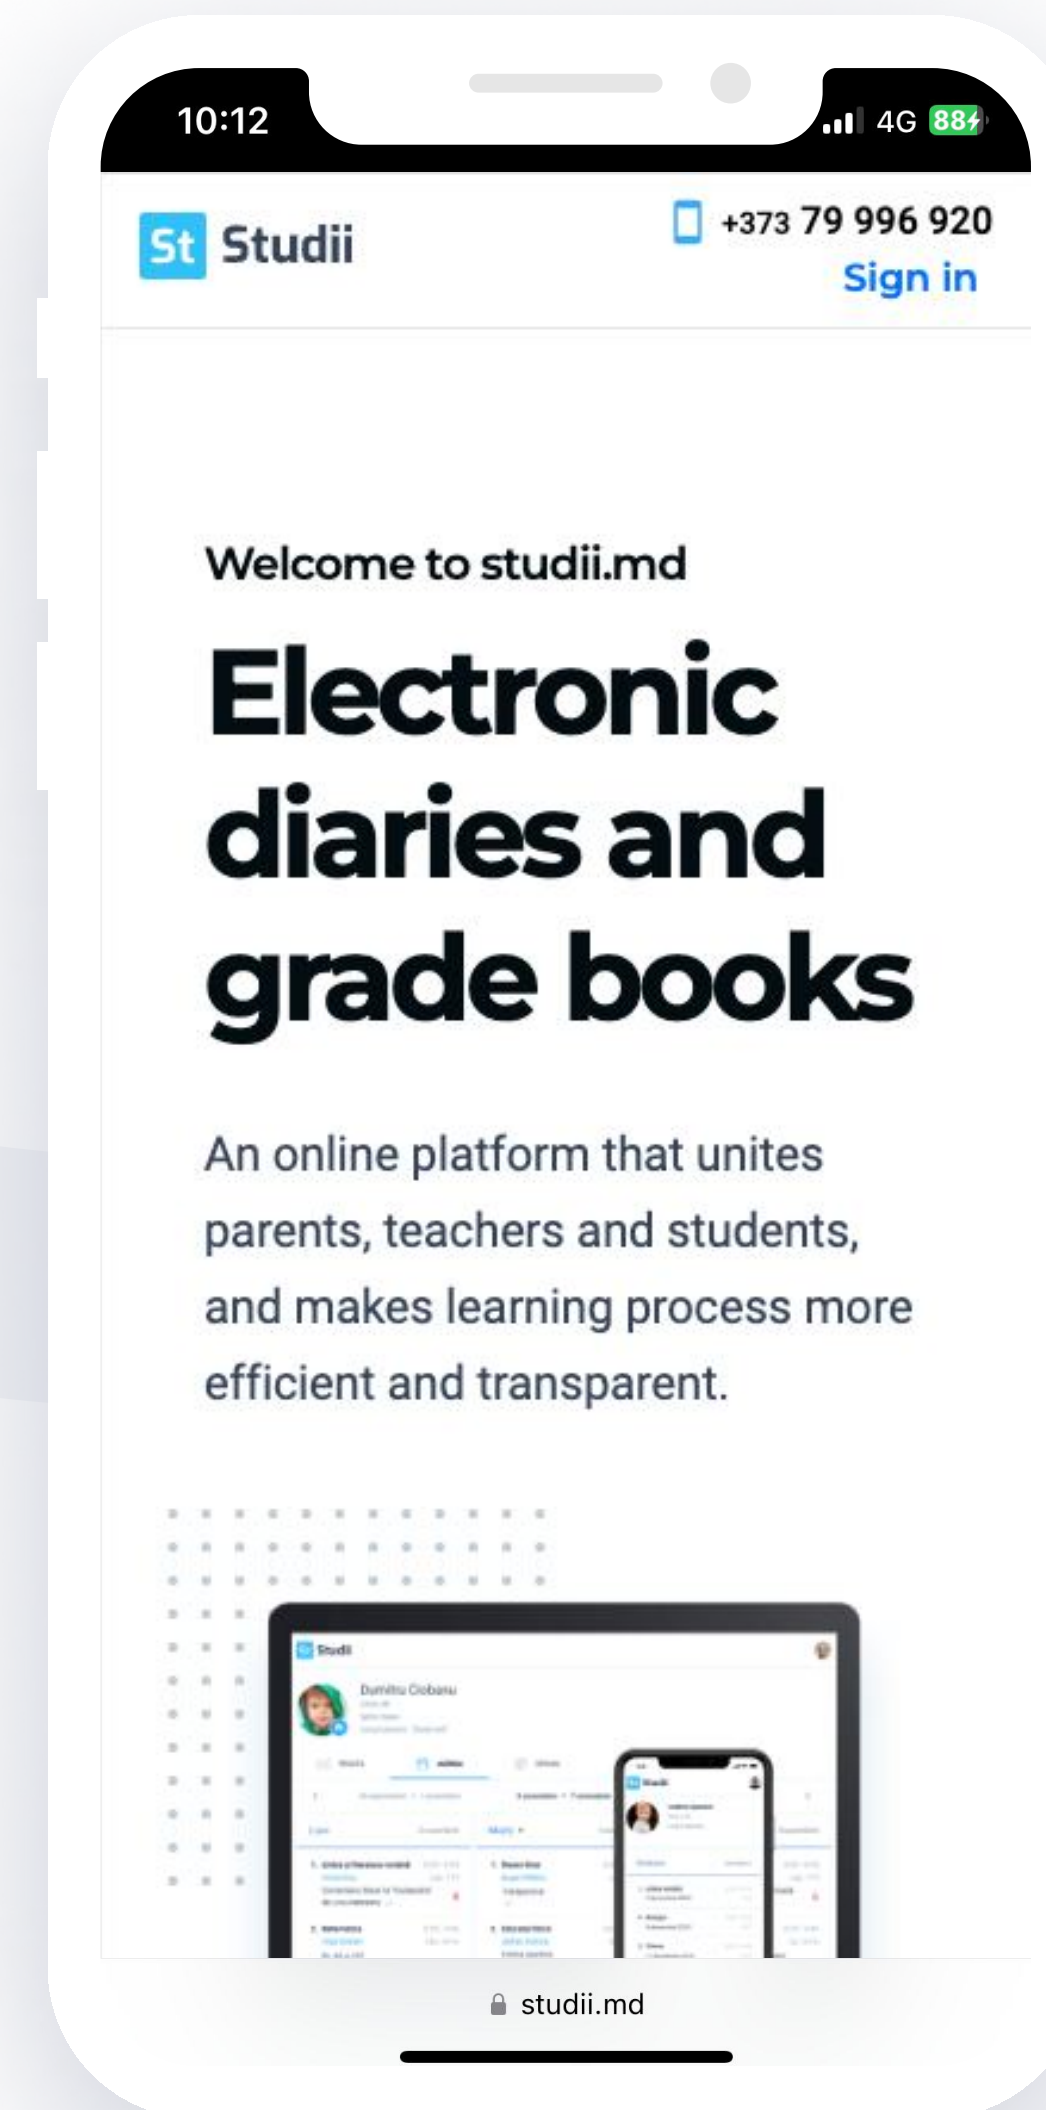 10:12
4G 88
St Studii
+373 79 996 920
Sign in
Welcome to studii.md
Electronic
diaries and
grade books
An online platform that unites
parents, teachers and students,
and makes learning process more
efficient and transparent.
Studii
Dumitru Ciobanu
studii.md